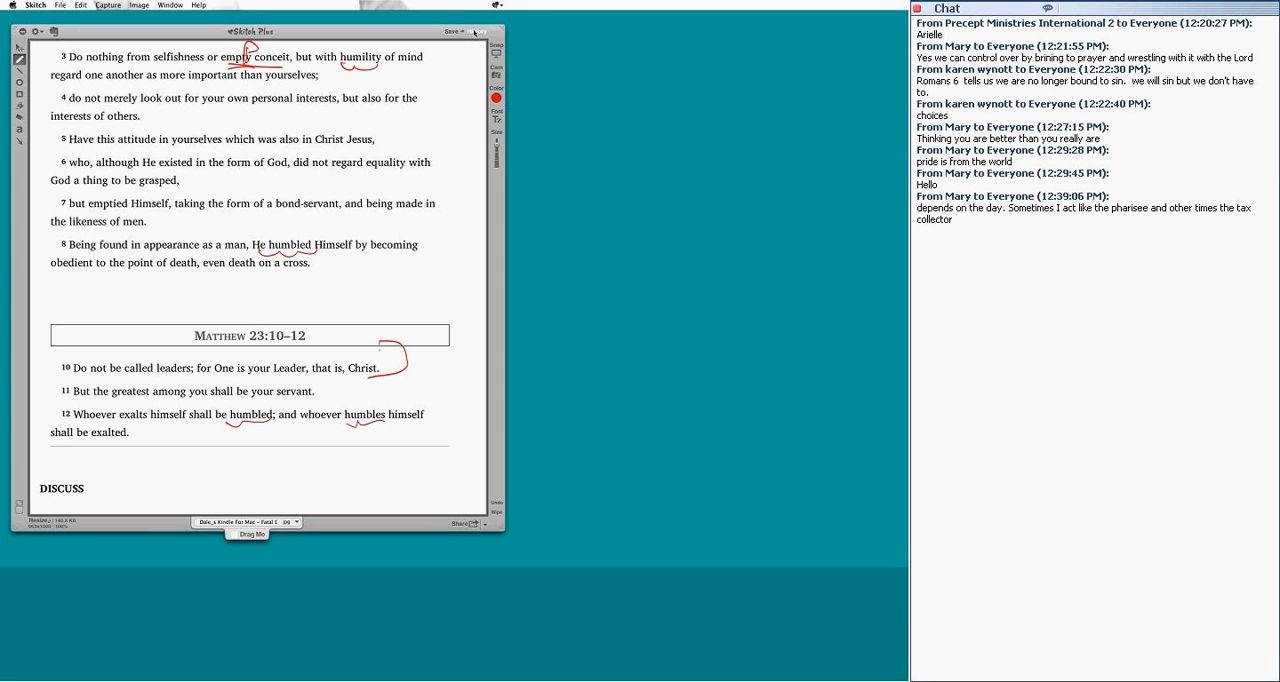 Skitch File Edit Capture Image Window Help
Skitch Plus
Save
Snap
Cam
Color
Font
Tz
Size
3 Do nothing from selfishness or empty conceit, but with humility of mind
regard one another as more important than yourselves;
4 do not merely look out for your own personal interests, but also for the
interests of others.
5 Have this attitude in yourselves which was also in Christ Jesus,
6 who, although He existed in the form of God, did not regard equality with
God a thing to be grasped,
7 but emptied Himself, taking the form of a bond-servant, and being made in
the likeness of men.
8 Being found in appearance as a man, He humbled Himself by becoming
obedient to the point of death, even death on a cross.
MATTHEW 23:10–12
10 Do not be called leaders; for One is your Leader, that is, Christ.
11 But the greatest among you shall be your servant.
12 Whoever exalts himself shall be humbled; and whoever humbles himself
shall be exalted.
DISCUSS
Undo
Wipe
Dale_s Kindle For Mac - Fatal
Share
Drag Me
Chat
From Precept Ministries International 2 to Everyone (12:20:27 PM):
Arielle
From Mary to Everyone (12:21:55 PM):
Yes we can control over by brining to prayer and wrestling with it with the Lord
From karen wynott to Everyone (12:22:30 PM):
Romans 6 tells us we are no longer bound to sin. we will sin but we don't have
to.
From karen wynott to Everyone (12:22:40 PM):
choices
From Mary to Everyone (12:27:15 PM):
Thinking you are better than you really are
From Mary to Everyone (12:29:28 PM):
pride is from the world
From Mary to Everyone (12:29:45 PM):
Hello
From Mary to Everyone (12:39:06 PM):
depends on the day. Sometimes I act like the pharisee and other times the tax
collector